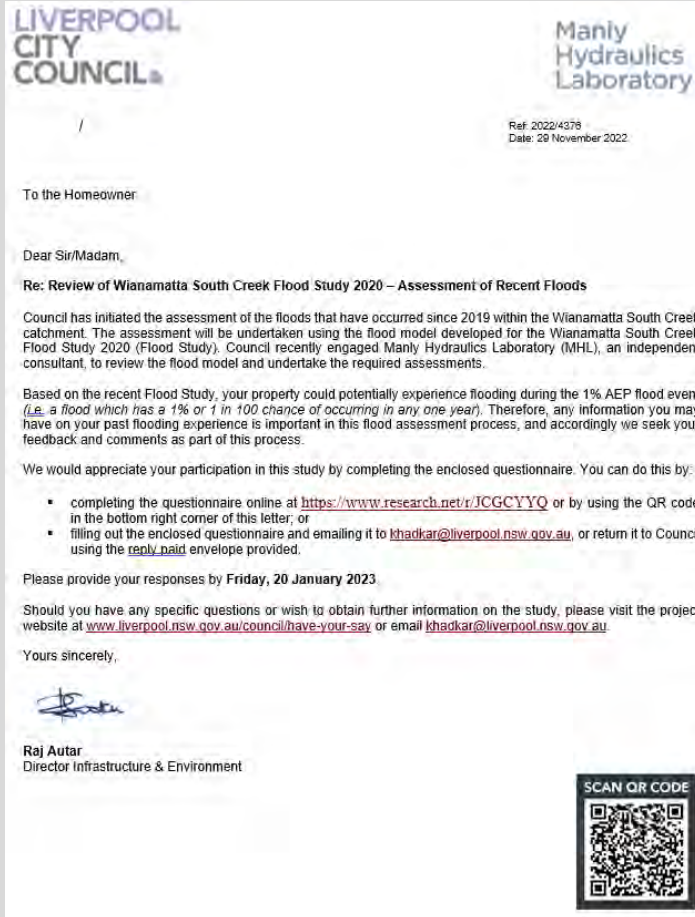 LIVERPOOL
CITY
COUNCIL
Manly
Hydraulics
Laboratory
/
Ref: 2022/4376
Date: 29 November 2022
To the Homeowner
Dear Sir/Madam,
Re: Review of Wianamatta South Creek Flood Study 2020 – Assessment of Recent Floods
Council has initiated the assessment of the floods that have occurred since 2019 within the Wianamatta South Creek
catchment. The assessment will be undertaken using the flood model developed for the Wianamatta South Creek
Flood Study 2020 (Flood Study). Council recently engaged Manly Hydraulics Laboratory (MHL), an independen
consultant, to review the flood model and undertake the required assessments.
Based on the recent Flood Study, your property could potentially experience flooding during the 1% AEP flood even
(i.e. a flood which has a 1% or 1 in 100 chance of occurring in any one year). Therefore, any information you may
have on your past flooding experience is important in this flood assessment process, and accordingly we seek you
feedback and comments as part of this process.
We would appreciate your participation in this study by completing the enclosed questionnaire. You can do this by:
▪ completing the questionnaire online at https://www.research.net/r/JCGCYYQ or by using the QR code
in the bottom right corner of this letter; or
▪ filling out the enclosed questionnaire and emailing it to khadkar@liverpool.nsw.gov.au, or return it to Counc
using the reply paid envelope provided.
Please provide your responses by Friday, 20 January 2023.
Should you have any specific questions or wish to obtain further information on the study, please visit the projec
website at www.liverpool.nsw.gov.au/council/have-your-say or email khadkar@liverpool.nsw.gov.au.
Yours sincerely,
Raj Autar
Director Infrastructure & Environment
SCAN QR CODE